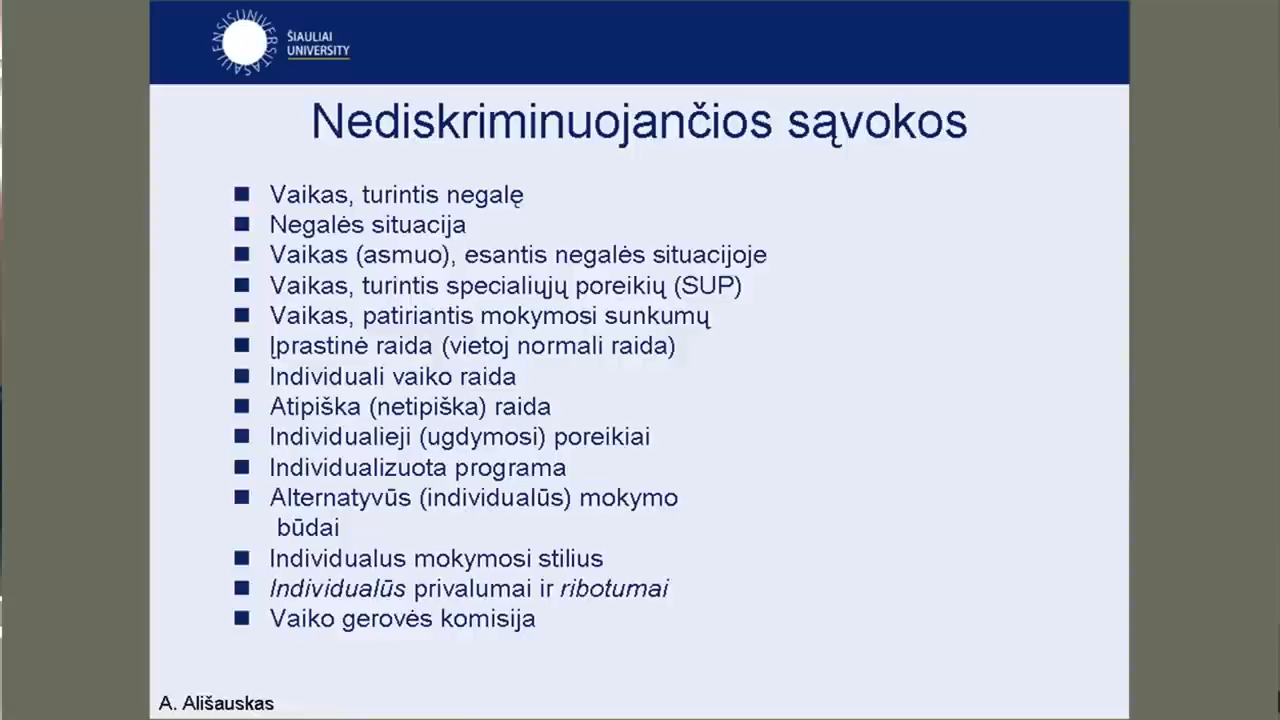 ŠIAULIAI
UNIVERSITY
Nediskriminuojančios sąvokos
Vaikas, turintis negalę
Negalės situacija
Vaikas (asmuo), esantis negalės situacijoje
Vaikas, turintis specialiųjų poreikių (SUP)
Vaikas, patiriantis mokymosi sunkumų
Įprastinė raida (vietoj normali raida)
Individuali vaiko raida
Atipiška (netipiška) raida
Individualieji (ugdymosi) poreikiai
Individualizuota programa
Alternatyvūs (individualūs) mokymo
būdai
Individualus mokymosi stilius
Individualūs privalumai ir ribotumai
Vaiko gerovės komisija
A. Ališauskas